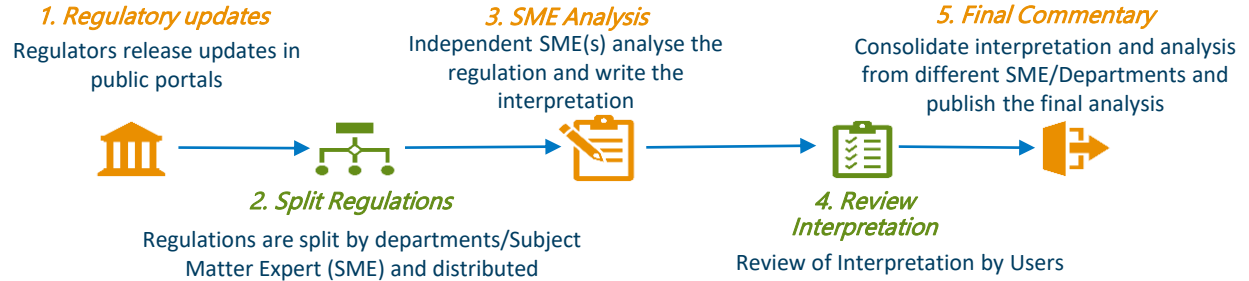 1. Regulatory updates
Regulators release updates in
public portals
2. Split Regulations
Regulations are split by departments/Subject
Matter Expert (SME) and distributed
3. SME Analysis
Independent SME(s) analyse the
regulation and write the
interpretation
4. Review
Interpretation
Review of Interpretation by Users
5. Final Commentary
Consolidate interpretation and analysis
from different SME/Departments and
publish the final analysis